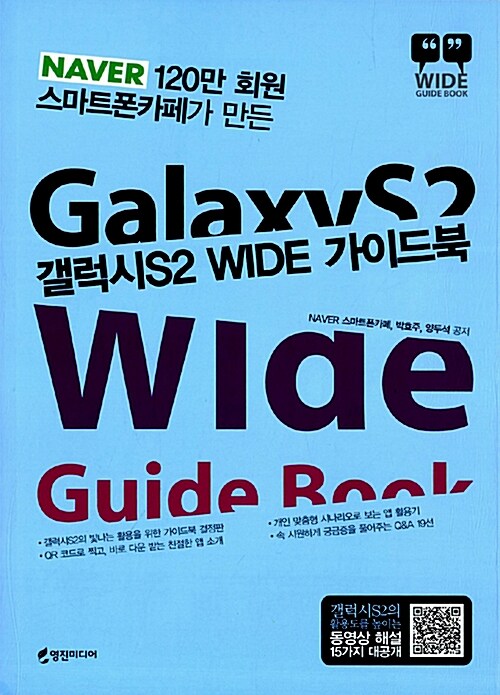 NAVER 120만 회원
스마트폰카페가 만든
WIDE
GUIDE BOOK
GalaxyS2
갤럭시S2 WIDE 가이드북
NAVER 스마트폰카페, 박효주, 양두석 공저
Wide
Guide Book
• 갤럭시S2의 빛나는 활용을 위한 가이드북 결정판
• QR 코드로 찍고, 바로 다운 받는 친절한 앱 소개
• 개인 맞춤형 시나리오로 보는 앱 활용기
• 속 시원하게 궁금증을 풀어주는 Q&A 19선
갤럭시S2의
활용도를 높이는
동영상 해설
15가지 대공개
영진미디어